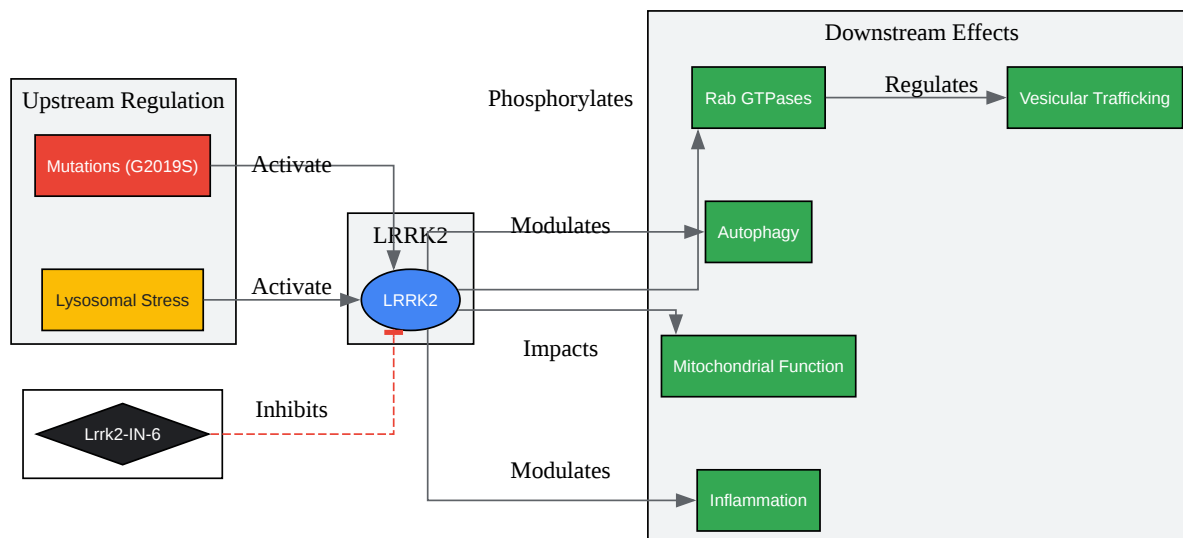 Downstream Effects
Upstream Regulation
Phosphorylates
Rab GTPases
Regulates
Vesicular Trafficking
Mutations (G2019S)
Activate
LRRK2
Modulates
Autophagy
Lysosomal Stress
Activate
LRRK2
Impacts
Mitochondrial Function
Lrrk2-IN-6
Inhibits
Modulates
Inflammation